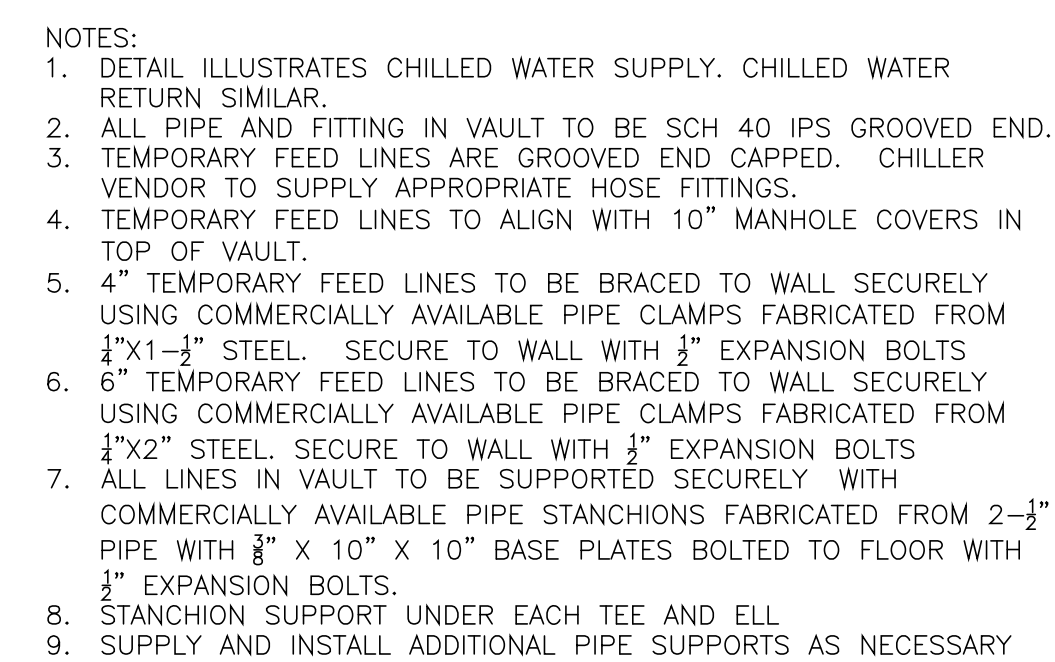 NOTES:
1. DETAIL ILLUSTRATES CHILLED WATER SUPPLY. CHILLED WATER
RETURN SIMILAR.
2. ALL PIPE AND FITTING IN VAULT TO BE SCH 40 IPS GROOVED END.
3. TEMPORARY FEED LINES ARE GROOVED END CAPPED. CHILLER
VENDOR TO SUPPLY APPROPRIATE HOSE FITTINGS.
4. TEMPORARY FEED LINES TO ALIGN WITH 10" MANHOLE COVERS IN
TOP OF VAULT.
5. 4" TEMPORARY FEED LINES TO BE BRACED TO WALL SECURELY
USING COMMERCIALLY AVAILABLE PIPE CLAMPS FABRICATED FROM
¼"X1-½" STEEL. SECURE TO WALL WITH ½" EXPANSION BOLTS
6. 6" TEMPORARY FEED LINES TO BE BRACED TO WALL SECURELY
USING COMMERCIALLY AVAILABLE PIPE CLAMPS FABRICATED FROM
¼"X2" STEEL. SECURE TO WALL WITH ½" EXPANSION BOLTS
7. ALL LINES IN VAULT TO BE SUPPORTED SECURELY WITH
COMMERCIALLY AVAILABLE PIPE STANCHIONS FABRICATED FROM 2-½"
PIPE WITH ⅜" X 10" X 10" BASE PLATES BOLTED TO FLOOR WITH
½" EXPANSION BOLTS.
8. STANCHION SUPPORT UNDER EACH TEE AND ELL
9. SUPPLY AND INSTALL ADDITIONAL PIPE SUPPORTS AS NECESSARY